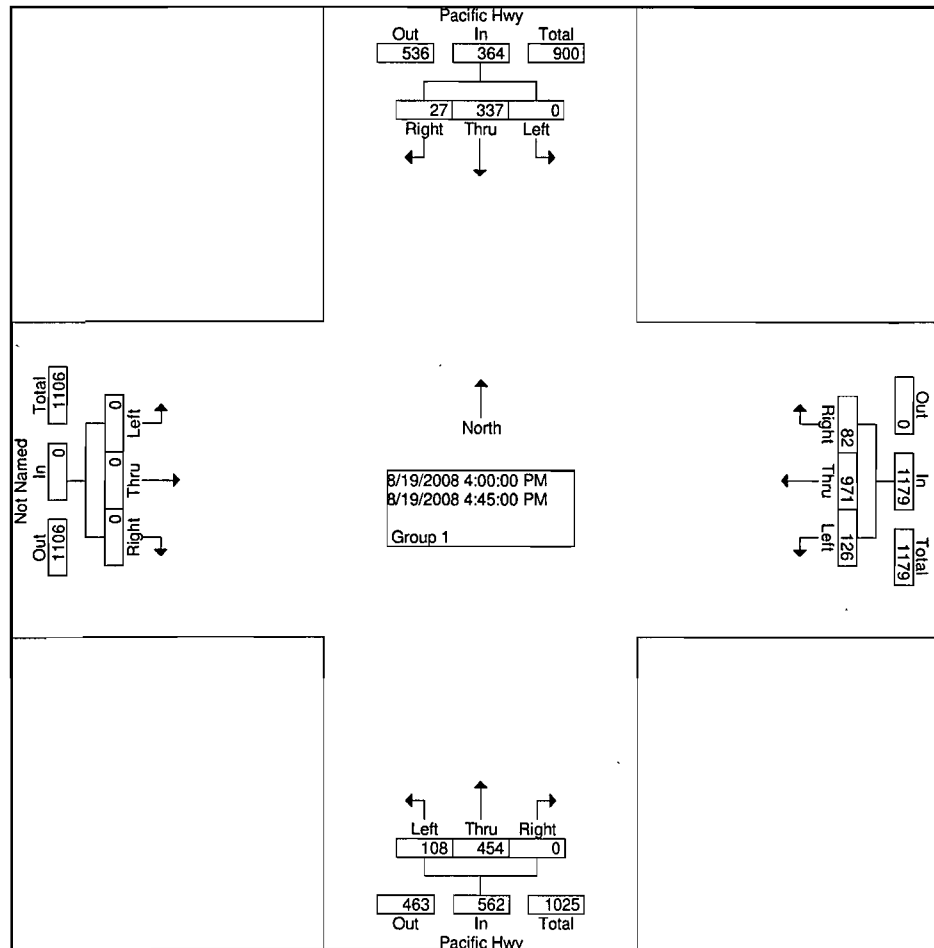 Pacific Hwy
Out In Total
536 364 900
27 337 0
Right Thru Left
Not Named
Out In Total
1106 0 1106
0 0 0
Right Thru Left
North
8/19/2008 4:00:00 PM
8/19/2008 4:45:00 PM
Group 1
Right Thru Left
82 971 126
Out In Total
0 1179 1179
Left Thru Right
108 454 0
463 562 1025
Out In Total
Pacific Hwy